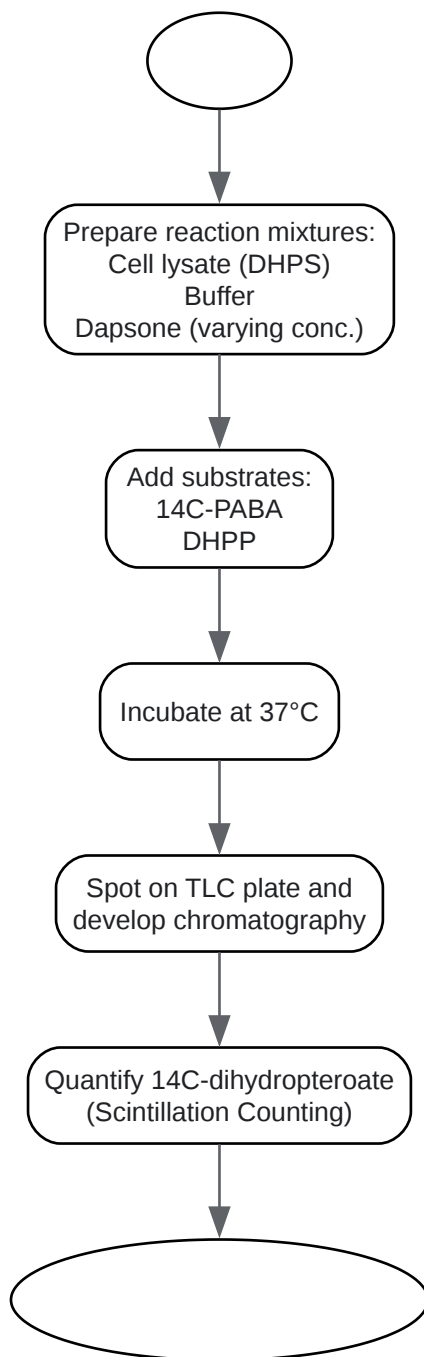 Prepare reaction mixtures:
Cell lysate (DHPS)
Buffer
Dapsone (varying conc.)
Add substrates:
14C-PABA
DHPP
Incubate at 37°C
Spot on TLC plate and
develop chromatography
Quantify 14C-dihydropteroate
(Scintillation Counting)